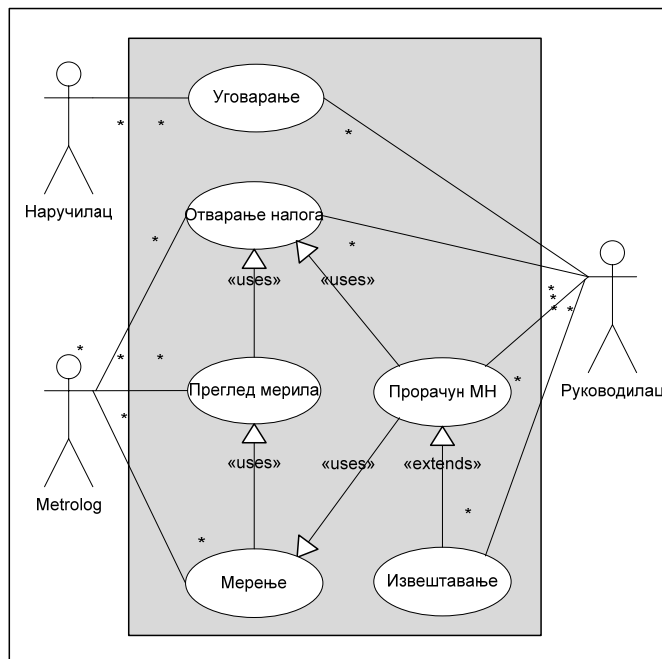 Уговарање
*
*
*
Наручилац
Отварање налога
*
*
«uses»
«uses»
*
*
*
*
*
*
*
Преглед мерила
Прорачун МН
*
Руководилац
*
«uses»
«uses»
«extends»
Metrolog
*
*
Мерење
Извештавање